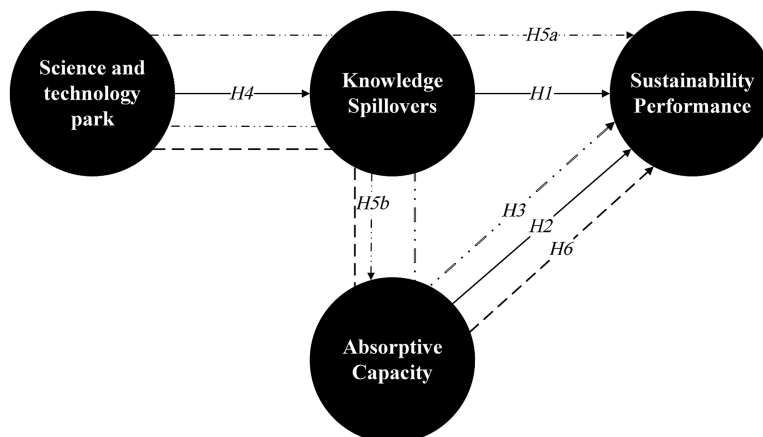 H5a
Science and
technology
park
H4
Knowledge
Spillovers
H1
Sustainability
Performance
H5b
H3
H2
H6
Absorptive
Capacity